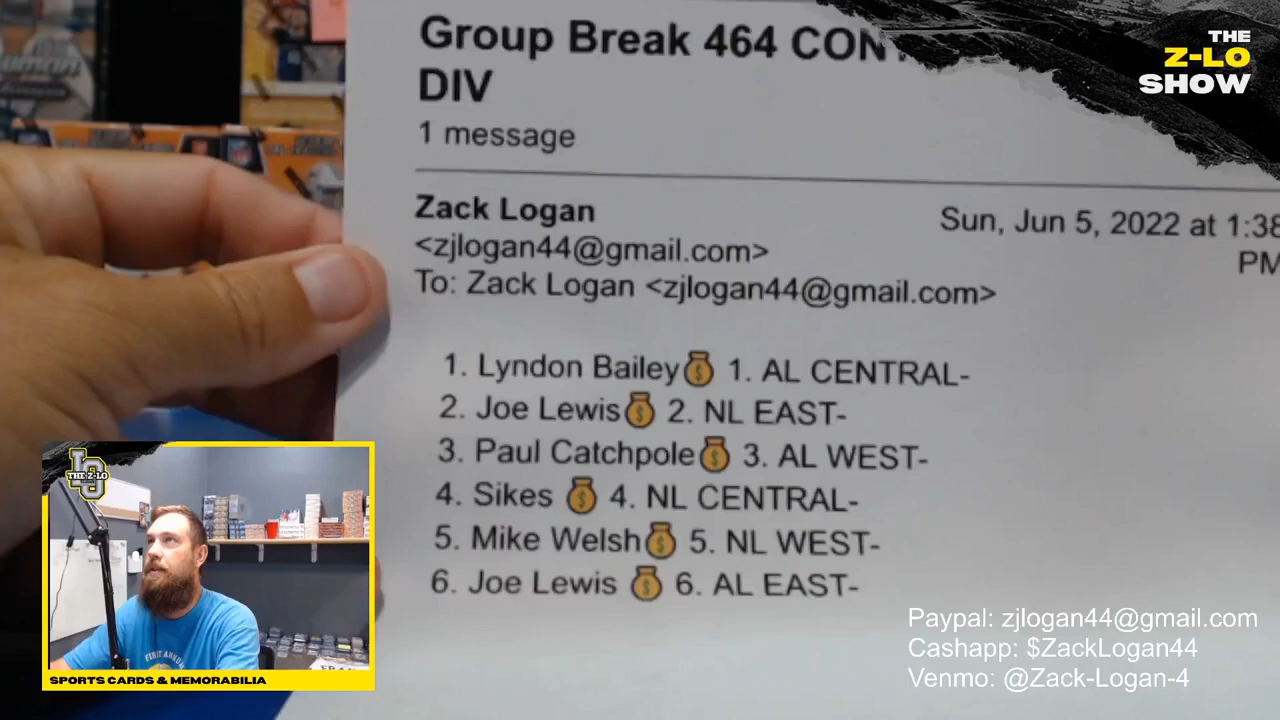 Group Break 464 CON
DIV
1 message
Zack Logan
<zjlogan44@gmail.com>
Sun, Jun 5, 2022 at 1:38
PM
To: Zack Logan <zjlogan44@gmail.com>
1. Lyndon Bailey💰 1. AL CENTRAL-
2. Joe Lewis💰 2. NL EAST-
3. Paul Catchpole💰 3. AL WEST-
4. Sikes 💰 4. NL CENTRAL-
5. Mike Welsh💰 5. NL WEST-
6. Joe Lewis 💰 6. AL EAST-
THE
Z-LO
SHOW
THE Z-LO
SPORTS CARDS & MEMORABILIA
Paypal: zjlogan44@gmail.com
Cashapp: $ZackLogan44
Venmo: @Zack-Logan-4